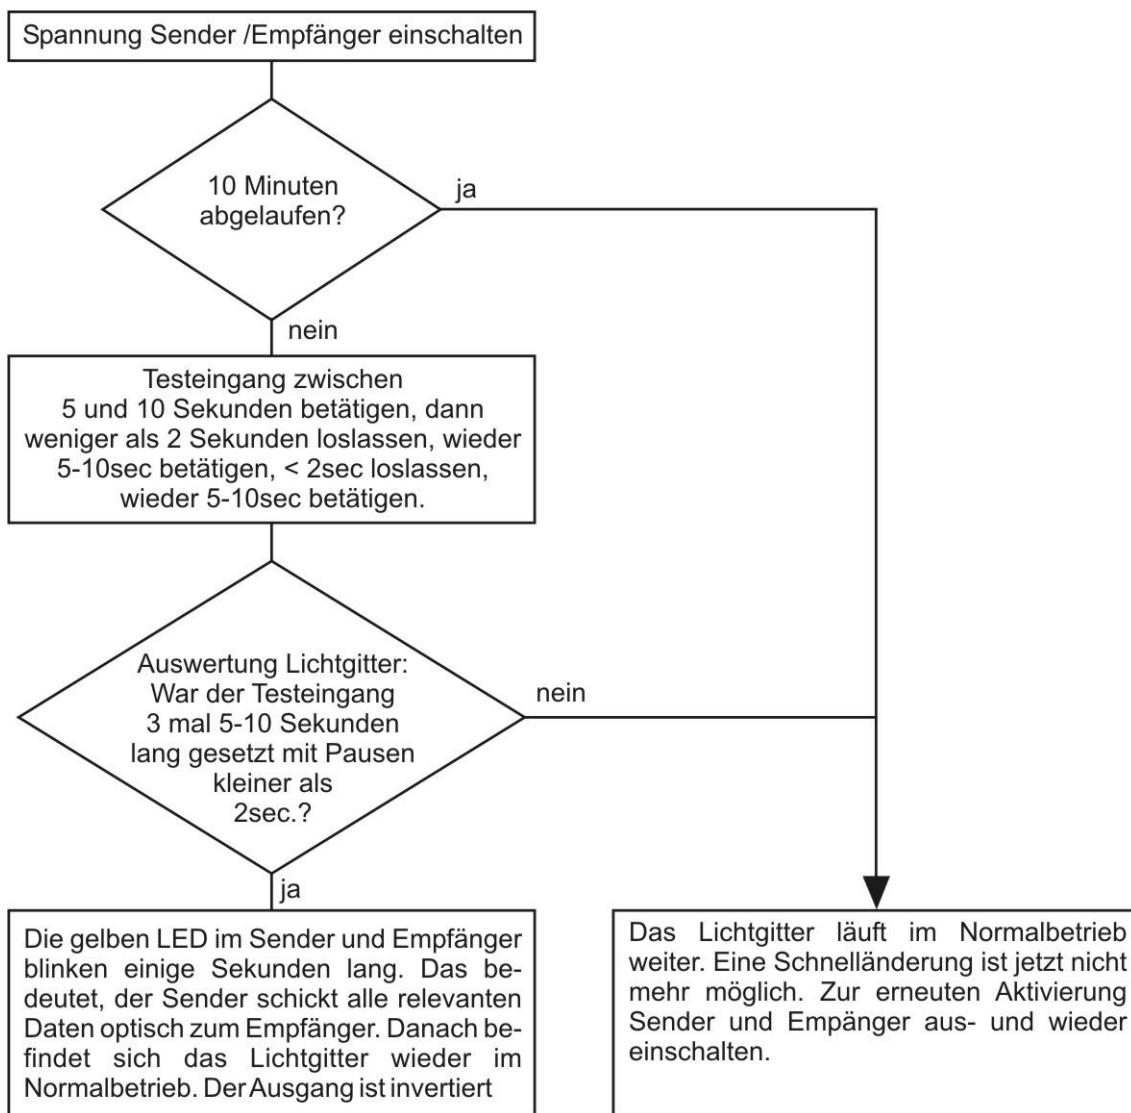 Spannung Sender /Empfänger einschalten
10 Minuten
abgelaufen?
ja
nein
Testeingang zwischen
5 und 10 Sekunden betätigen, dann
weniger als 2 Sekunden loslassen, wieder
5-10sec betätigen, < 2sec loslassen,
wieder 5-10sec betätigen.
Auswertung Lichtgitter:
War der Testeingang
3 mal 5-10 Sekunden
lang gesetzt mit Pausen
kleiner als
2sec.?
nein
ja
Die gelben LED im Sender und Empfänger
blinken einige Sekunden lang. Das be-
deutet, der Sender schickt alle relevanten
Daten optisch zum Empfänger. Danach be-
findet sich das Lichtgitter wieder im
Normalbetrieb. Der Ausgang ist invertiert
Das Lichtgitter läuft im Normalbetrieb
weiter. Eine Schnelländerung ist jetzt nicht
mehr möglich. Zur erneuten Aktivierung
Sender und Empänger aus- und wieder
einschalten.